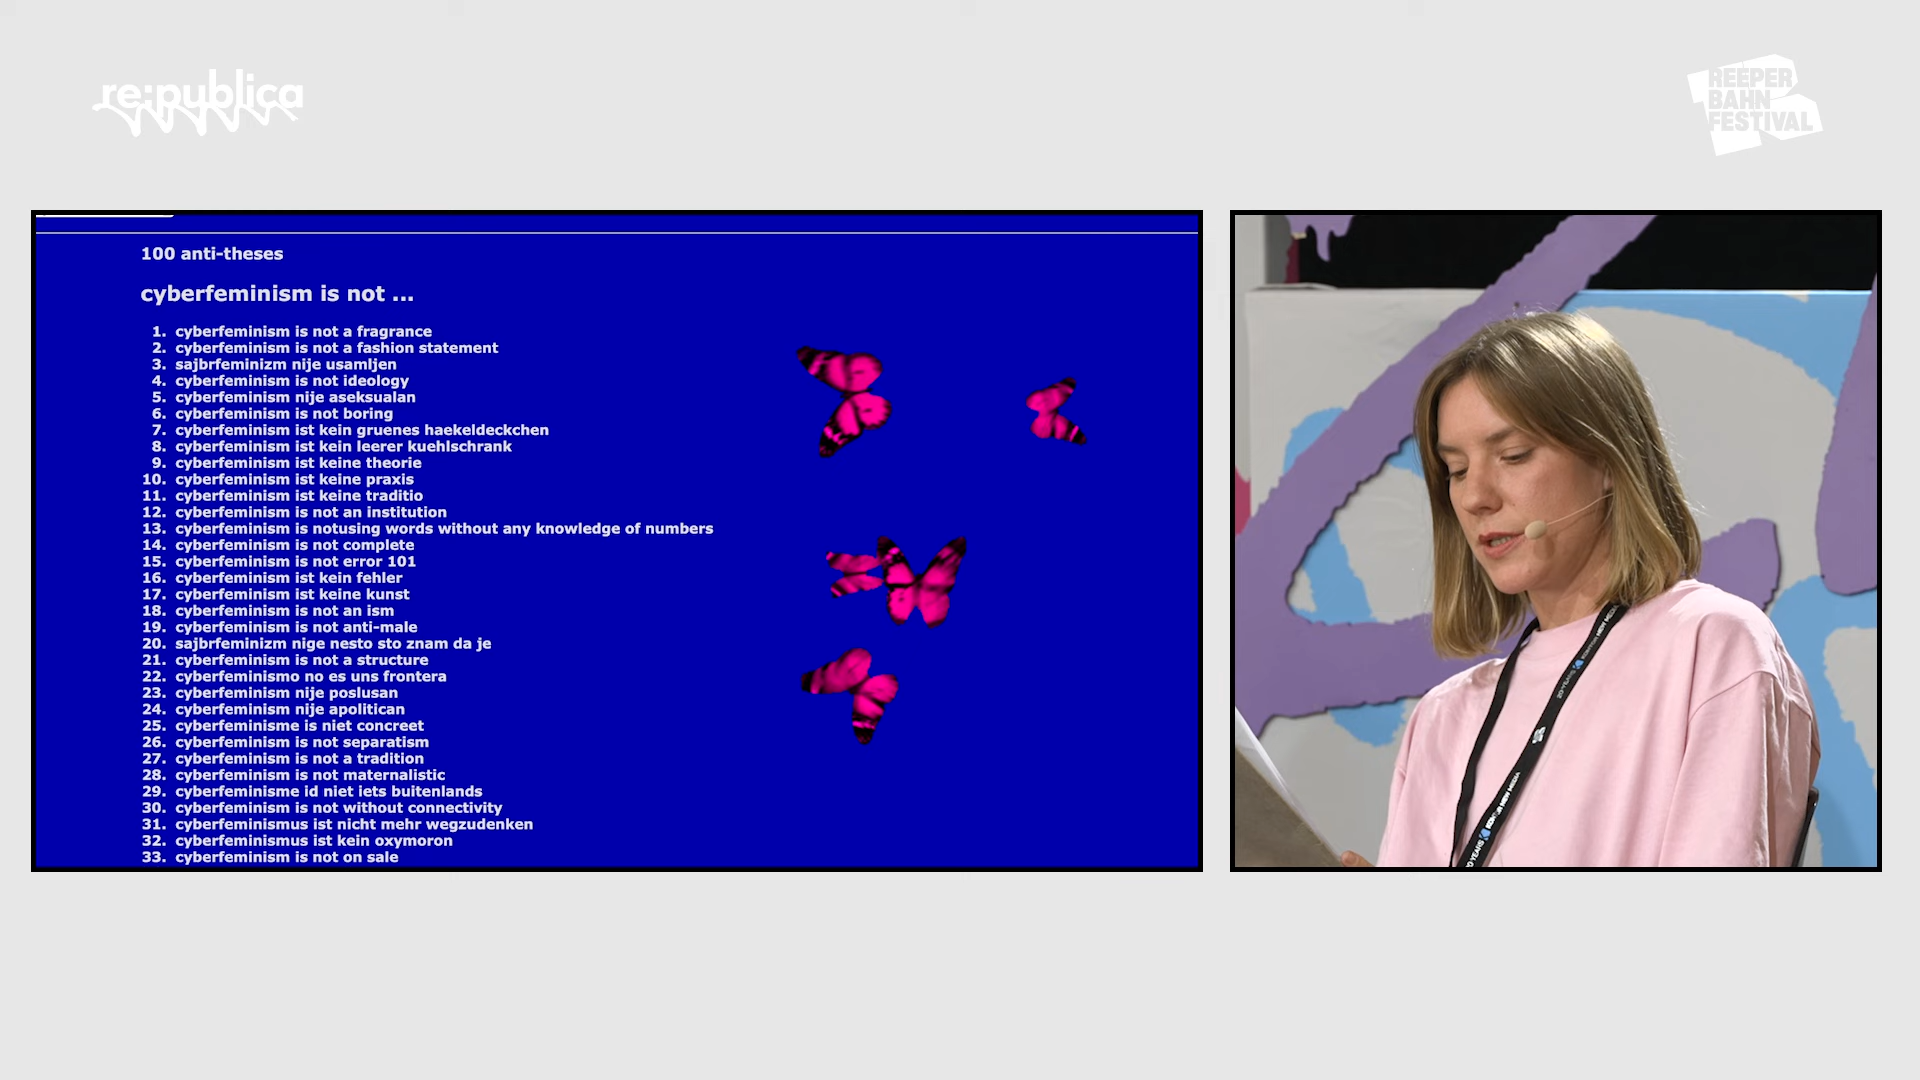 re:publica
REEPER
BAHN
FESTIVAL
100 anti-theses
cyberfeminism is not ...
1. cyberfeminism is not a fragrance
2. cyberfeminism is not a fashion statement
3. sajbrfeminizm nije usamljen
4. cyberfeminism is not ideology
5. cyberfeminism nije aseksualan
6. cyberfeminism is not boring
7. cyberfeminism ist kein gruenes haekeldeckchen
8. cyberfeminism ist kein leerer kuehlschrank
9. cyberfeminism ist keine theorie
10. cyberfeminism ist keine praxis
11. cyberfeminism ist keine traditio
12. cyberfeminism is not an institution
13. cyberfeminism is notusing words without any knowledge of numbers
14. cyberfeminism is not complete
15. cyberfeminism is not error 101
16. cyberfeminism ist kein fehler
17. cyberfeminism ist keine kunst
18. cyberfeminism is not an ism
19. cyberfeminism is not anti-male
20. sajbrfeminizm nige nesto sto znam da je
21. cyberfeminism is not a structure
22. cyberfeminismo no es uns frontera
23. cyberfeminism nije poslusan
24. cyberfeminism nije apolitican
25. cyberfeminisme is niet concreet
26. cyberfeminism is not separatism
27. cyberfeminism is not a tradition
28. cyberfeminism is not maternalistic
29. cyberfeminisme id niet iets buitenlands
30. cyberfeminism is not without connectivity
31. cyberfeminismus ist nicht mehr wegzudenken
32. cyberfeminismus ist kein oxymoron
33. cyberfeminism is not on sale